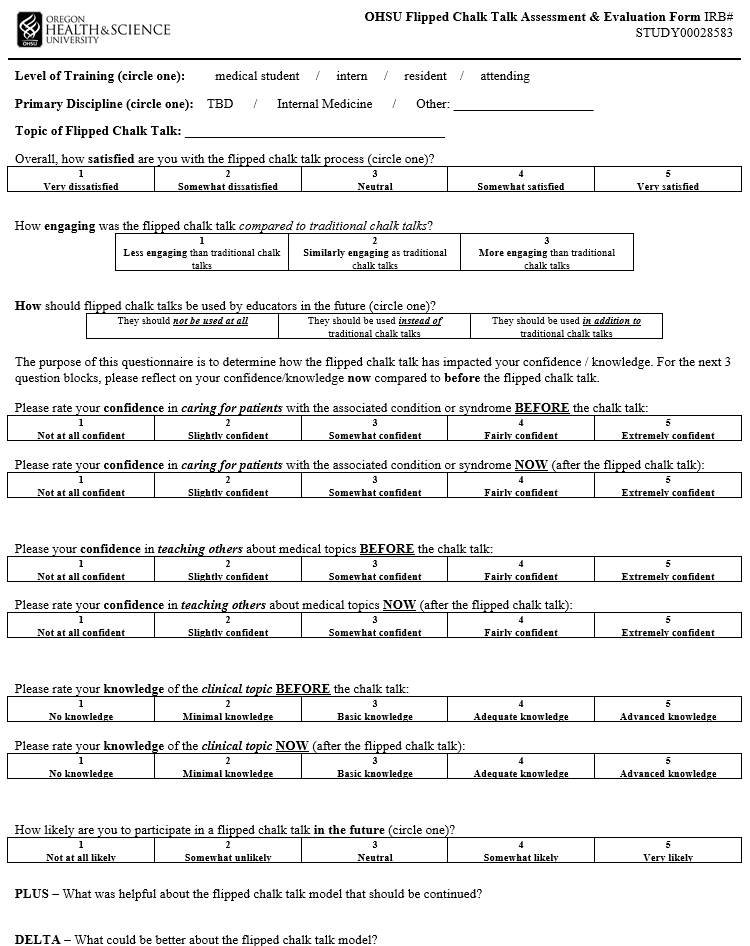 OREGON
HEALTH&SCIENCE
UNIVERSITY
OHSU
OHSU Flipped Chalk Talk Assessment & Evaluation Form IRB#
STUDY00028583
Level of Training (circle one): medical student / intern / resident / attending
Primary Discipline (circle one): TBD / Internal Medicine / Other: ____________________
Topic of Flipped Chalk Talk: ____________________
Overall, how satisfied are you with the flipped chalk talk process (circle one)?
1 2 3 4 5
Very dissatisfied Somewhat dissatisfied Neutral Somewhat satisfied Very satisfied
How engaging was the flipped chalk talk compared to traditional chalk talks?
1 2 3
Less engaging than traditional chalk Similarly engaging as traditional More engaging than traditional
talks chalk talks chalk talks
How should flipped chalk talks be used by educators in the future (circle one)?
They should not be used at all They should be used instead of They should be used in addition to
traditional chalk talks traditional chalk talks
The purpose of this questionnaire is to determine how the flipped chalk talk has impacted your confidence / knowledge. For the next 3
question blocks, please reflect on your confidence/knowledge now compared to before the flipped chalk talk.
Please rate your confidence in caring for patients with the associated condition or syndrome BEFORE the chalk talk:
1 2 3 4 5
Not at all confident Slightly confident Somewhat confident Fairly confident Extremely confident
Please rate your confidence in caring for patients with the associated condition or syndrome NOW (after the flipped chalk talk):
1 2 3 4 5
Not at all confident Slightly confident Somewhat confident Fairly confident Extremely confident
Please your confidence in teaching others about medical topics BEFORE the chalk talk:
1 2 3 4 5
Not at all confident Slightly confident Somewhat confident Fairly confident Extremely confident
Please rate your confidence in teaching others about medical topics NOW (after the flipped chalk talk):
1 2 3 4 5
Not at all confident Slightly confident Somewhat confident Fairly confident Extremely confident
Please rate your knowledge of the clinical topic BEFORE the chalk talk:
1 2 3 4 5
No knowledge Minimal knowledge Basic knowledge Adequate knowledge Advanced knowledge
Please rate your knowledge of the clinical topic NOW (after the flipped chalk talk):
1 2 3 4 5
No knowledge Minimal knowledge Basic knowledge Adequate knowledge Advanced knowledge
How likely are you to participate in a flipped chalk talk in the future (circle one)?
1 2 3 4 5
Not at all likely Somewhat unlikely Neutral Somewhat likely Very likely
PLUS – What was helpful about the flipped chalk talk model that should be continued?
DELTA – What could be better about the flipped chalk talk model?